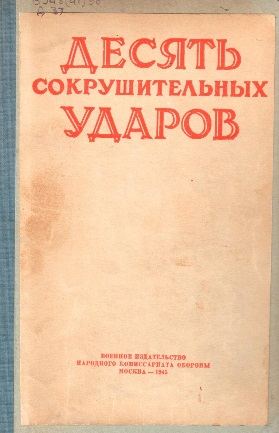 ДЕСЯТЬ
СОКРУШИТЕЛЬНЫХ
УДАРОВ
ВОЕННОЕ ИЗДАТЕЛЬСТВО
НАРОДНОГО КОМИССАРИАТА ОБОРОНЫ
МОСКВА — 1945